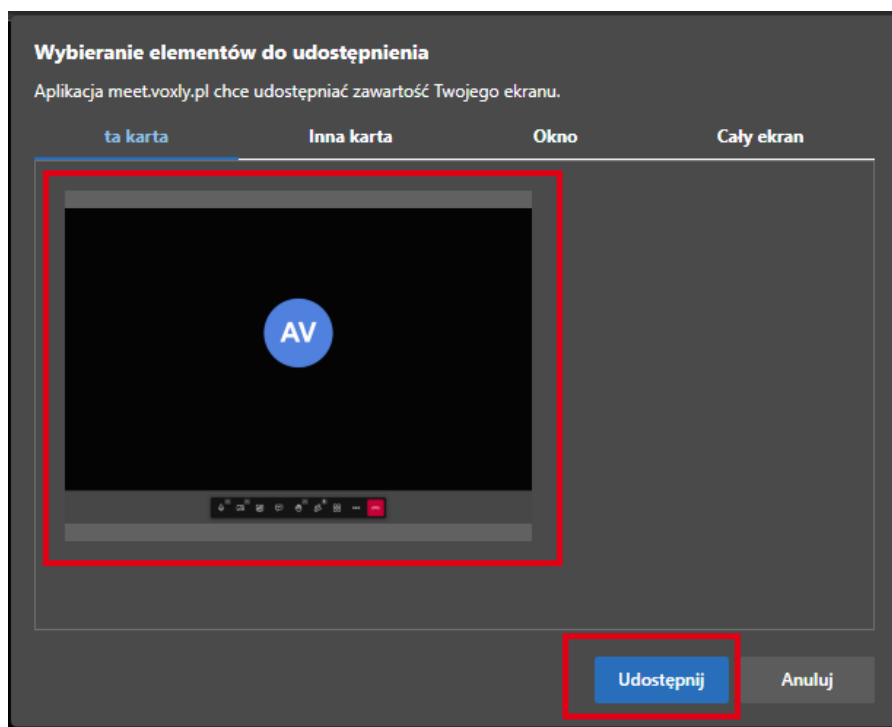 Wybieranie elementów do udostępnienia
Aplikacja meet.voxly.pl chce udostępniać zawartość Twojego ekranu.
ta karta Inna karta Okno Cały ekran
AV
Udostępnij Anuluj